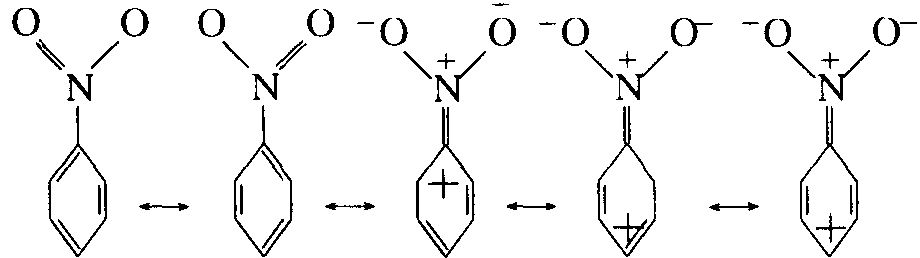 O O O O ⁻O O⁻ ⁻O O⁻ ⁻O O⁻
N N N⁺ N⁺ N⁺
+ + +